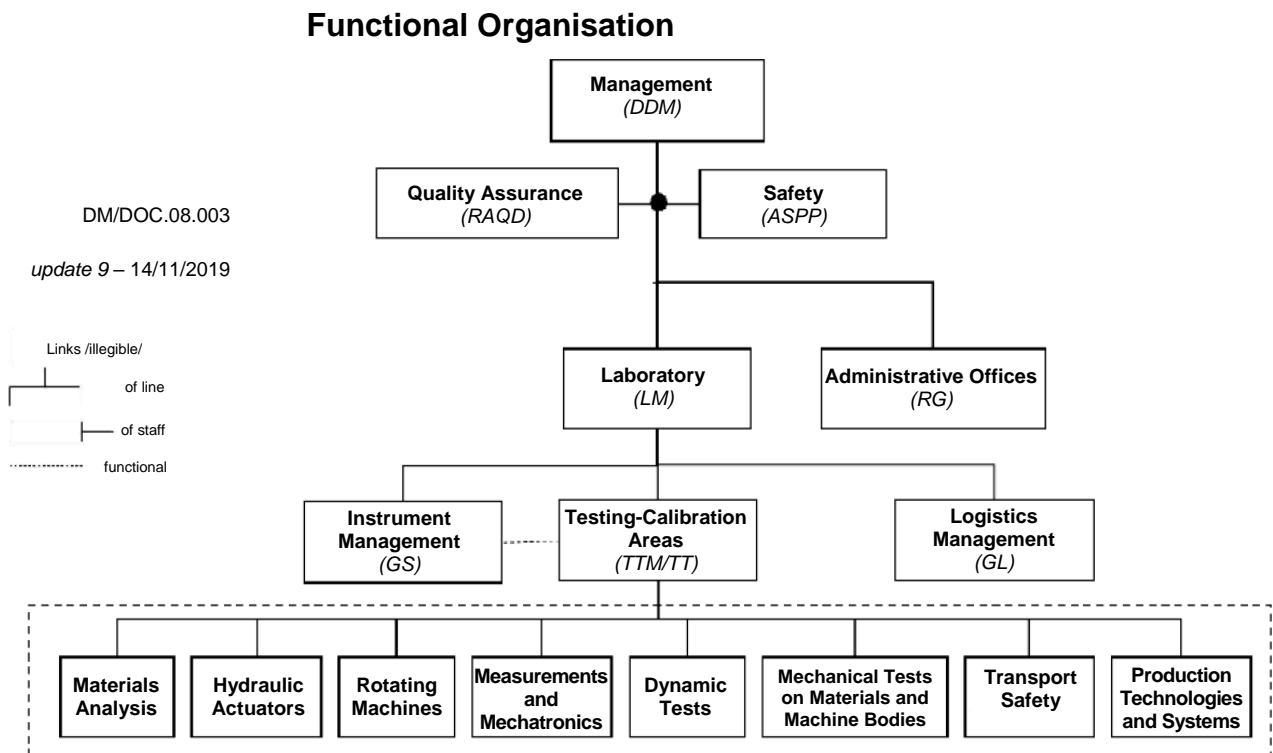 Functional Organisation
Management
(DDM)
Quality Assurance
(RAQD)
Safety
(ASPP)
DM/DOC.08.003
update 9 – 14/11/2019
Links /illegible/
of line
of staff
functional
Laboratory
(LM)
Administrative Offices
(RG)
Instrument
Management
(GS)
Testing-Calibration
Areas
(TTM/TT)
Logistics
Management
(GL)
Materials
Analysis
Hydraulic
Actuators
Rotating
Machines
Measurements
and
Mechatronics
Dynamic
Tests
Mechanical Tests
on Materials and
Machine Bodies
Transport
Safety
Production
Technologies
and Systems